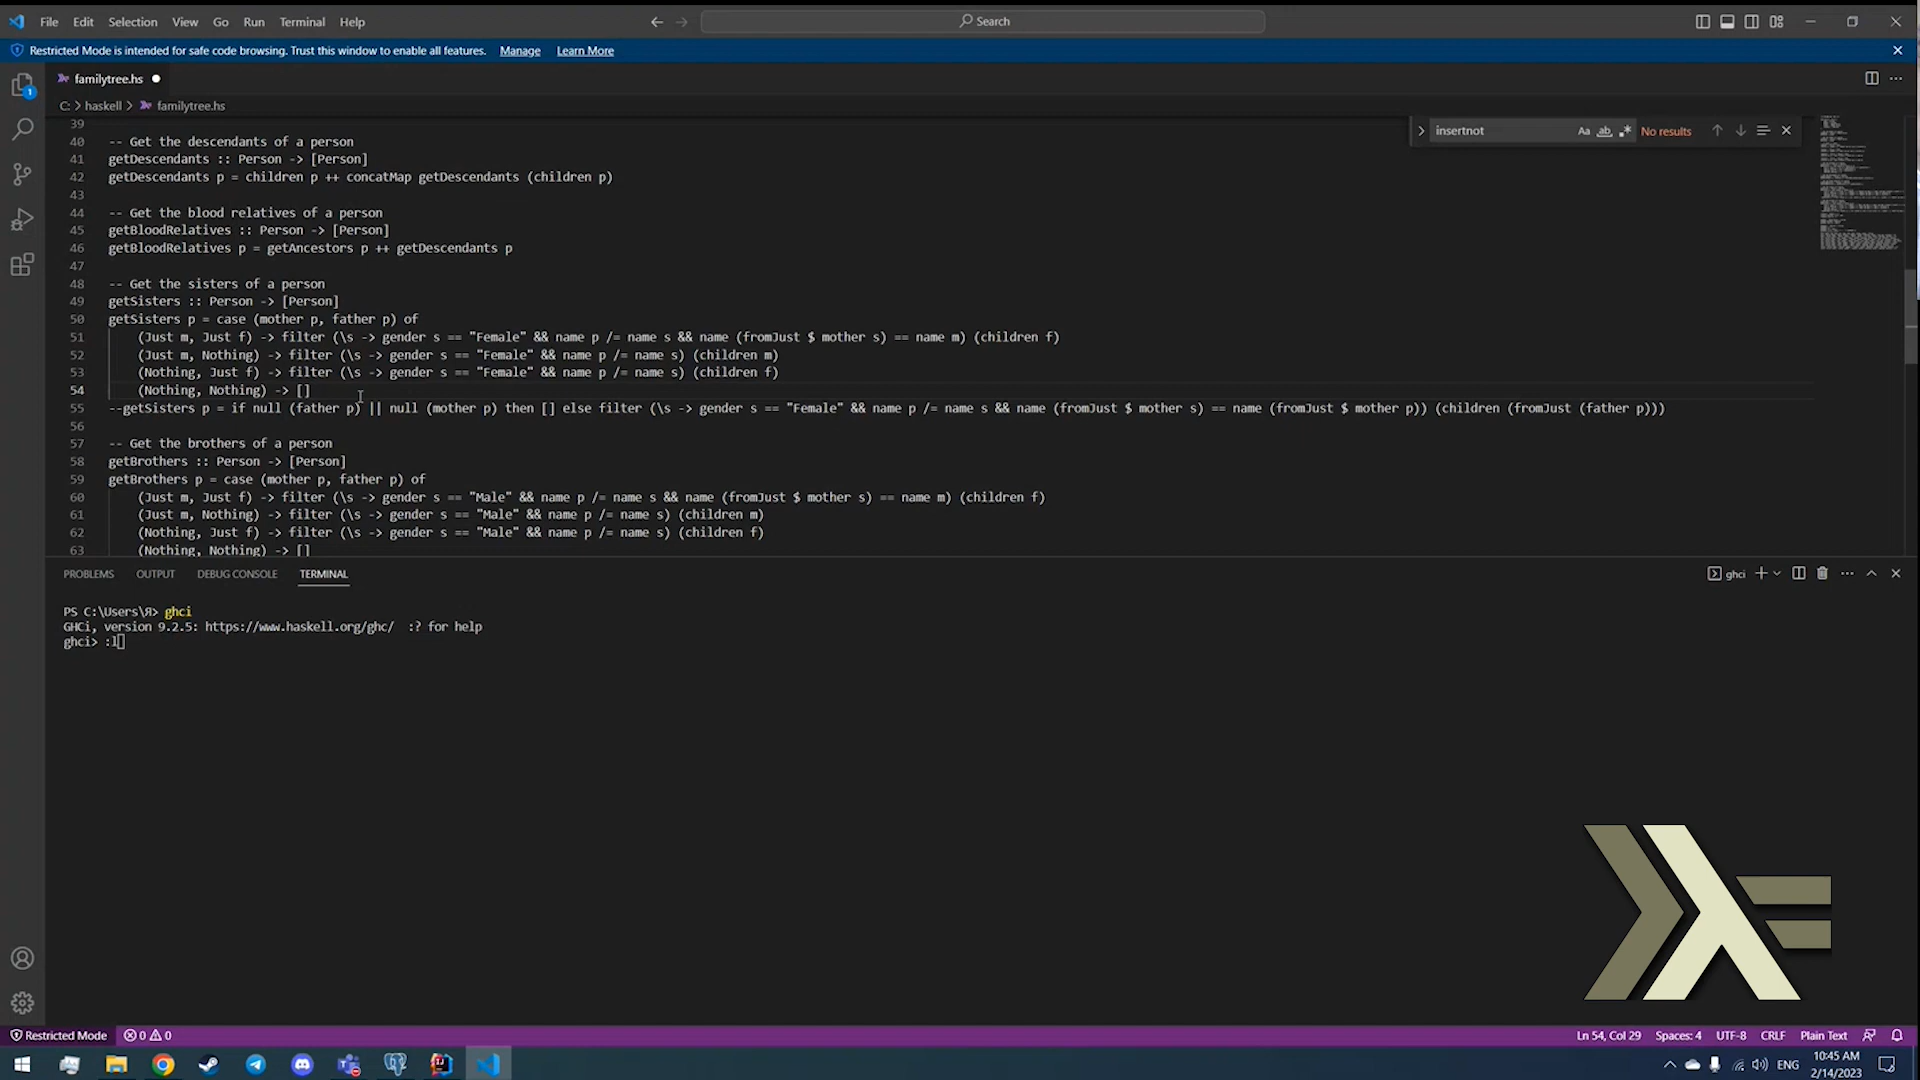 File Edit Selection View Go Run Terminal Help
Search
Restricted Mode is intended for safe code browsing. Trust this window to enable all features. Manage Learn More
familytree.hs
C: > haskell > familytree.hs
insertnot Aa ab No results
39
40 -- Get the descendants of a person
41 getDescendants :: Person -> [Person]
42 getDescendants p = children p ++ concatMap getDescendants (children p)
43
44 -- Get the blood relatives of a person
45 getBloodRelatives :: Person -> [Person]
46 getBloodRelatives p = getAncestors p ++ getDescendants p
47
48 -- Get the sisters of a person
49 getSisters :: Person -> [Person]
50 getSisters p = case (mother p, father p) of
51 (Just m, Just f) -> filter (\s -> gender s == "Female" && name p /= name s && name (fromJust $ mother s) == name m) (children f)
52 (Just m, Nothing) -> filter (\s -> gender s == "Female" && name p /= name s) (children m)
53 (Nothing, Just f) -> filter (\s -> gender s == "Female" && name p /= name s) (children f)
54 (Nothing, Nothing) -> []
55 --getSisters p = if null (father p) || null (mother p) then [] else filter (\s -> gender s == "Female" && name p /= name s && name (fromJust $ mother s) == name (fromJust $ mother p)) (children (fromJust (father p)))
56
57 -- Get the brothers of a person
58 getBrothers :: Person -> [Person]
59 getBrothers p = case (mother p, father p) of
60 (Just m, Just f) -> filter (\s -> gender s == "Male" && name p /= name s && name (fromJust $ mother s) == name m) (children f)
61 (Just m, Nothing) -> filter (\s -> gender s == "Male" && name p /= name s) (children m)
62 (Nothing, Just f) -> filter (\s -> gender s == "Male" && name p /= name s) (children f)
63 (Nothing, Nothing) -> []
PROBLEMS OUTPUT DEBUG CONSOLE TERMINAL
ghci
PS C:\Users\Я> ghci
GHCi, version 9.2.5: https://www.haskell.org/ghc/ :? for help
ghci> :l
Restricted Mode 0 0
Ln 54, Col 29 Spaces: 4 UTF-8 CRLF Plain Text
ENG
10:45 AM
2/14/2023